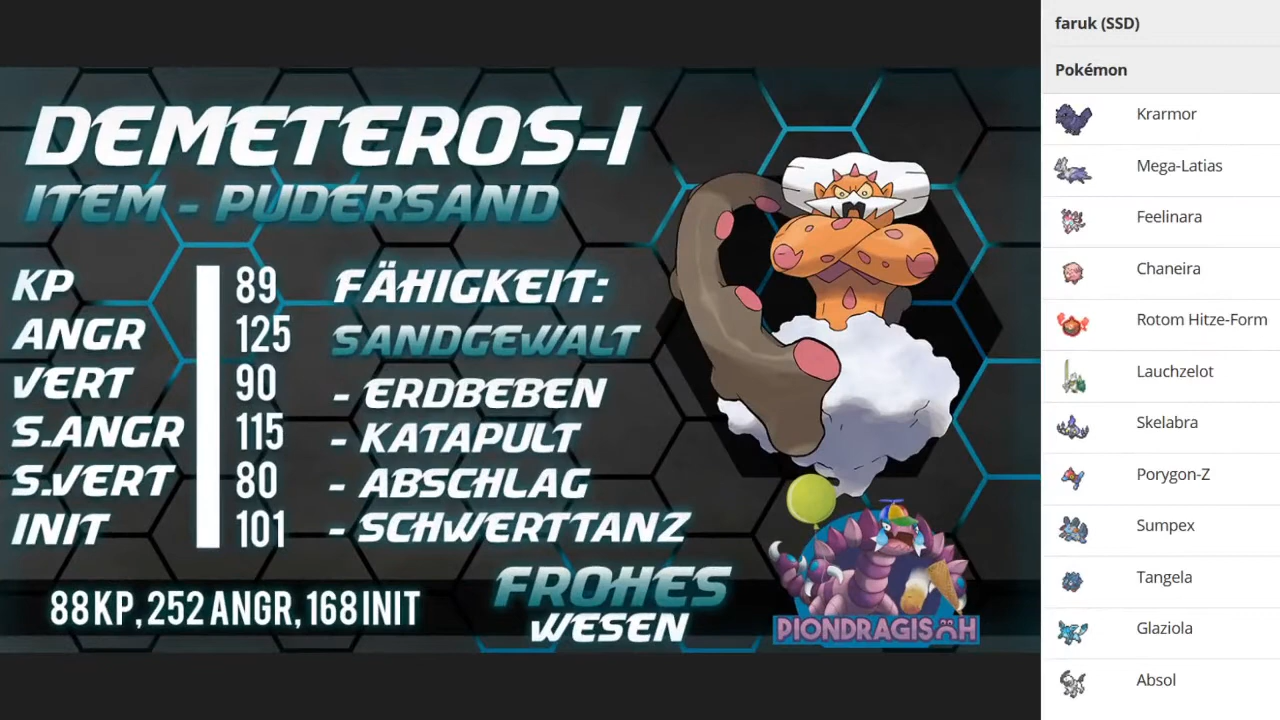 DEMETEROS-I
ITEM - PUDERSAND
KP 89
ANGR 125
VERT 90
S.ANGR 115
S.VERT 80
INIT 101
FÄHIGKEIT:
SANDGEWALT
- ERDBEBEN
- KATAPULT
- ABSCHLAG
- SCHWERTTANZ
88 KP, 252 ANGR, 168 INIT
FROHES
WESEN
PIONDRAGISAH
faruk (SSD)
Pokémon
Krarmor
Mega-Latias
Feelinara
Chaneira
Rotom Hitze-Form
Lauchzelot
Skelabra
Porygon-Z
Sumpex
Tangela
Glaziola
Absol